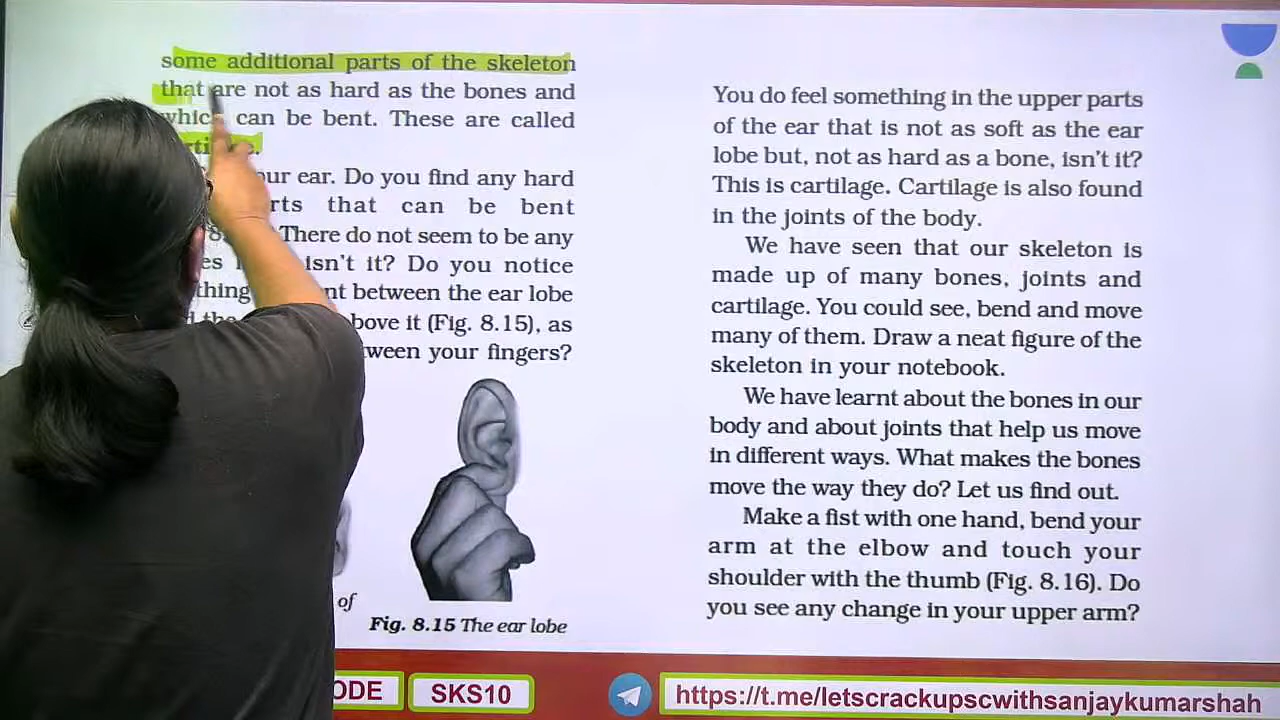 some additional parts of the skeleton
that are not as hard as the bones and
which can be bent. These are called
ur ear. Do you find any hard
rts that can be bent
There do not seem to be any
isn't it? Do you notice
thing nt between the ear lobe
bove it (Fig. 8.15), as
ween your fingers?
of
Fig. 8.15 The ear lobe
You do feel something in the upper parts
of the ear that is not as soft as the ear
lobe but, not as hard as a bone, isn't it?
This is cartilage. Cartilage is also found
in the joints of the body.
We have seen that our skeleton is
made up of many bones, joints and
cartilage. You could see, bend and move
many of them. Draw a neat figure of the
skeleton in your notebook.
We have learnt about the bones in our
body and about joints that help us move
in different ways. What makes the bones
move the way they do? Let us find out.
Make a fist with one hand, bend your
arm at the elbow and touch your
shoulder with the thumb (Fig. 8.16). Do
you see any change in your upper arm?
ODE SKS10
https://t.me/letscrackupscwithsanjaykumarshah